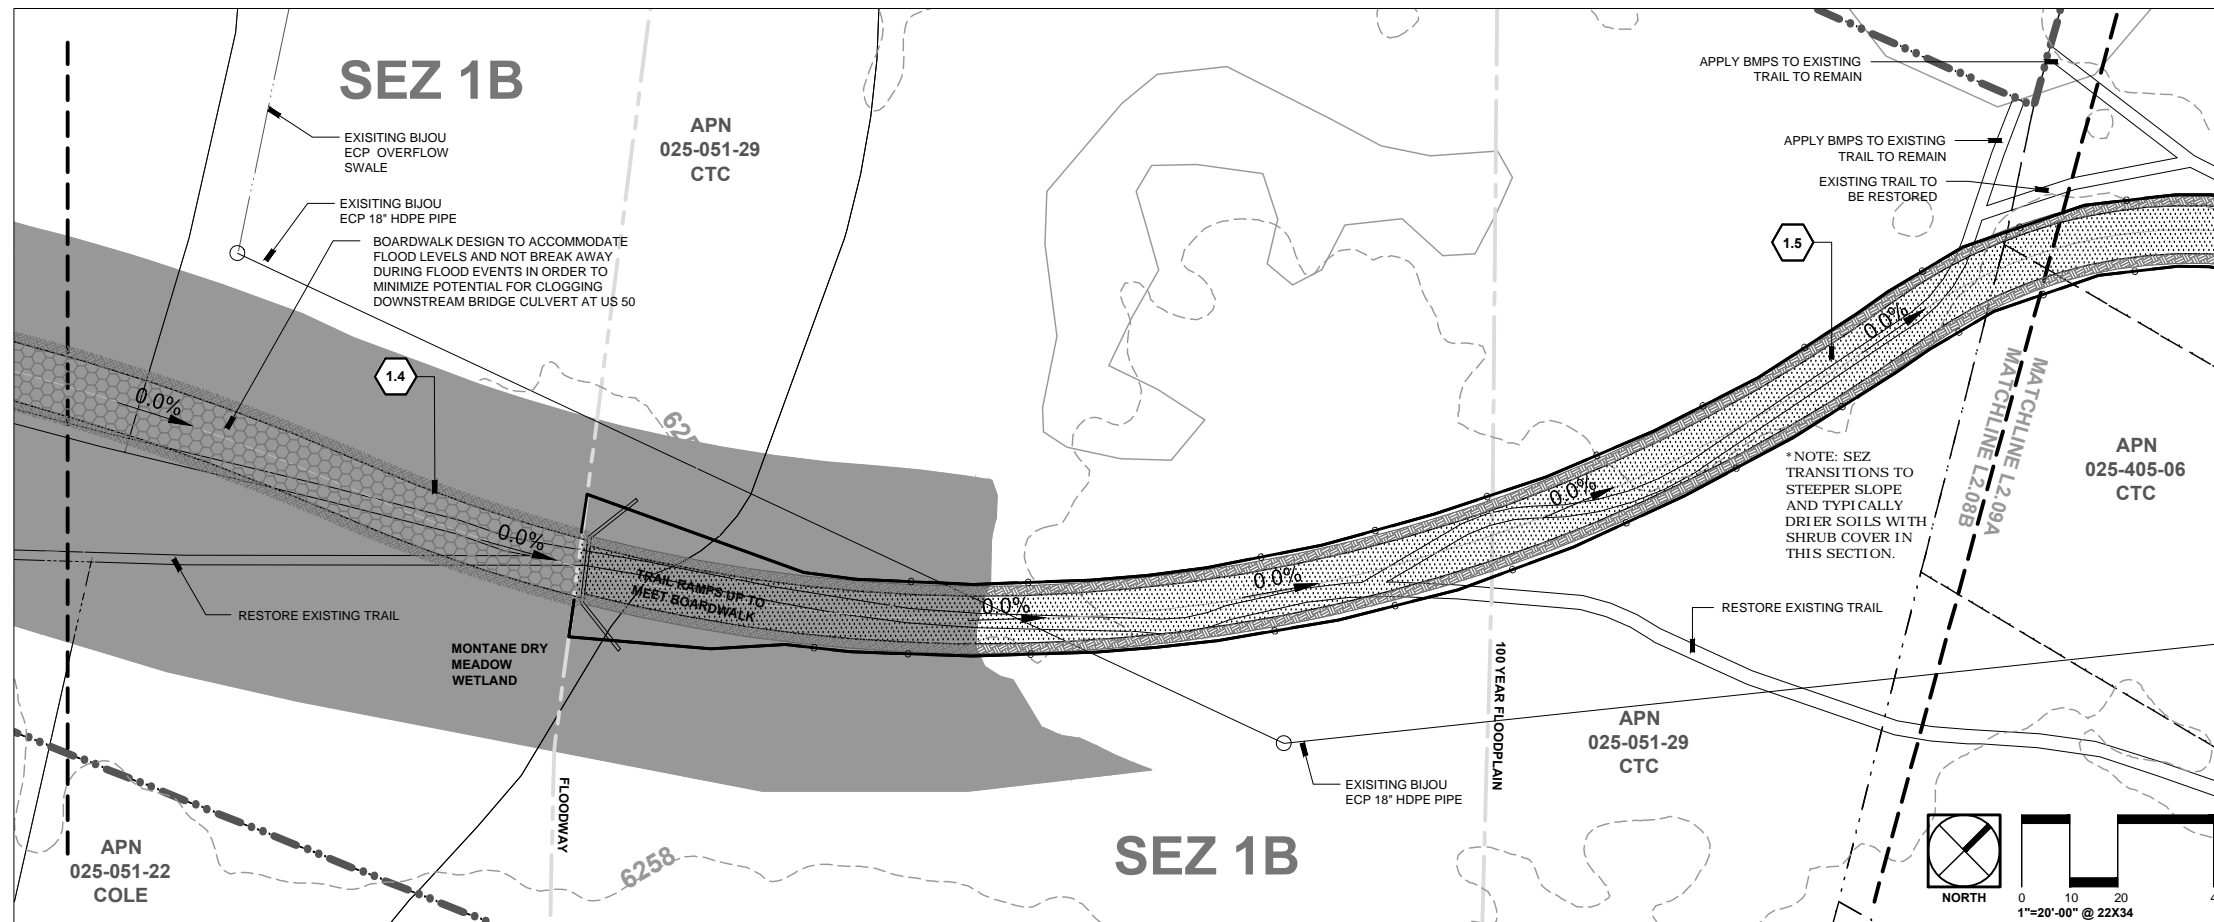 SEZ 1B
APN
025-051-29
CTC
EXISITING BIJOU
ECP OVERFLOW
SWALE
EXISITING BIJOU
ECP 18" HDPE PIPE
BOARDWALK DESIGN TO ACCOMMODATE
FLOOD LEVELS AND NOT BREAK AWAY
DURING FLOOD EVENTS IN ORDER TO
MINIMIZE POTENTIAL FOR CLOGGING
DOWNSTREAM BRIDGE CULVERT AT US 50
APPLY BMPS TO EXISTING
TRAIL TO REMAIN
APPLY BMPS TO EXISTING
TRAIL TO REMAIN
EXISTING TRAIL TO
BE RESTORED
1.5
1.4
0.0%
0.0%
0.0%
0.0%
0.0%
0.0%
TRAIL RAMPS UP TO
MEET BOARDWALK
MATCHLINE L2.09A
MATCHLINE L2.08B
APN
025-405-06
CTC
*NOTE: SEZ
TRANSITIONS TO
STEEPER SLOPE
AND TYPICALLY
DRIER SOILS WITH
SHRUB COVER IN
THIS SECTION.
RESTORE EXISTING TRAIL
RESTORE EXISTING TRAIL
MONTANE DRY
MEADOW
WETLAND
FLOODWAY
100 YEAR FLOODPLAIN
APN
025-051-29
CTC
EXISITING BIJOU
ECP 18" HDPE PIPE
SEZ 1B
6258
APN
025-051-22
COLE
NORTH
0 10 20
1"=20'-00" @ 22X34